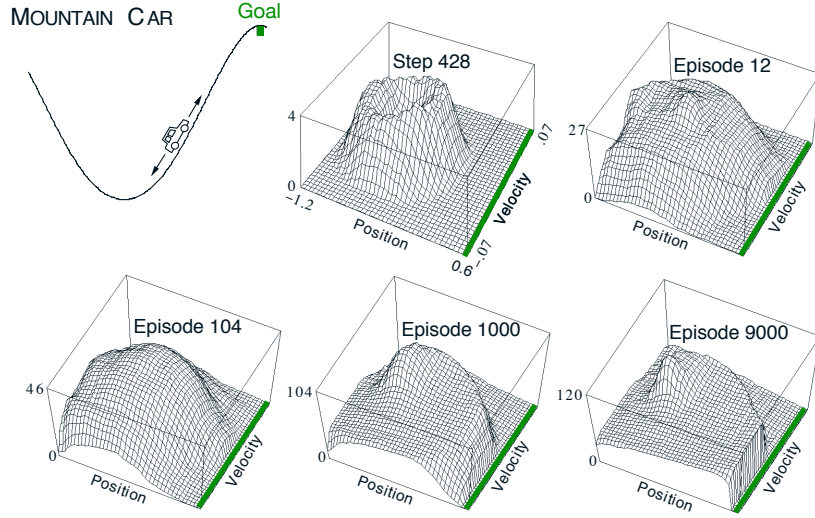 MOUNTAIN CAR
Goal
Step 428
4
0
-1.2
Position
0.6
-.07
Velocity
.07
Episode 12
27
0
Position
Velocity
Episode 104
46
0
Position
Velocity
Episode 1000
104
0
Position
Velocity
Episode 9000
120
0
Position
Velocity